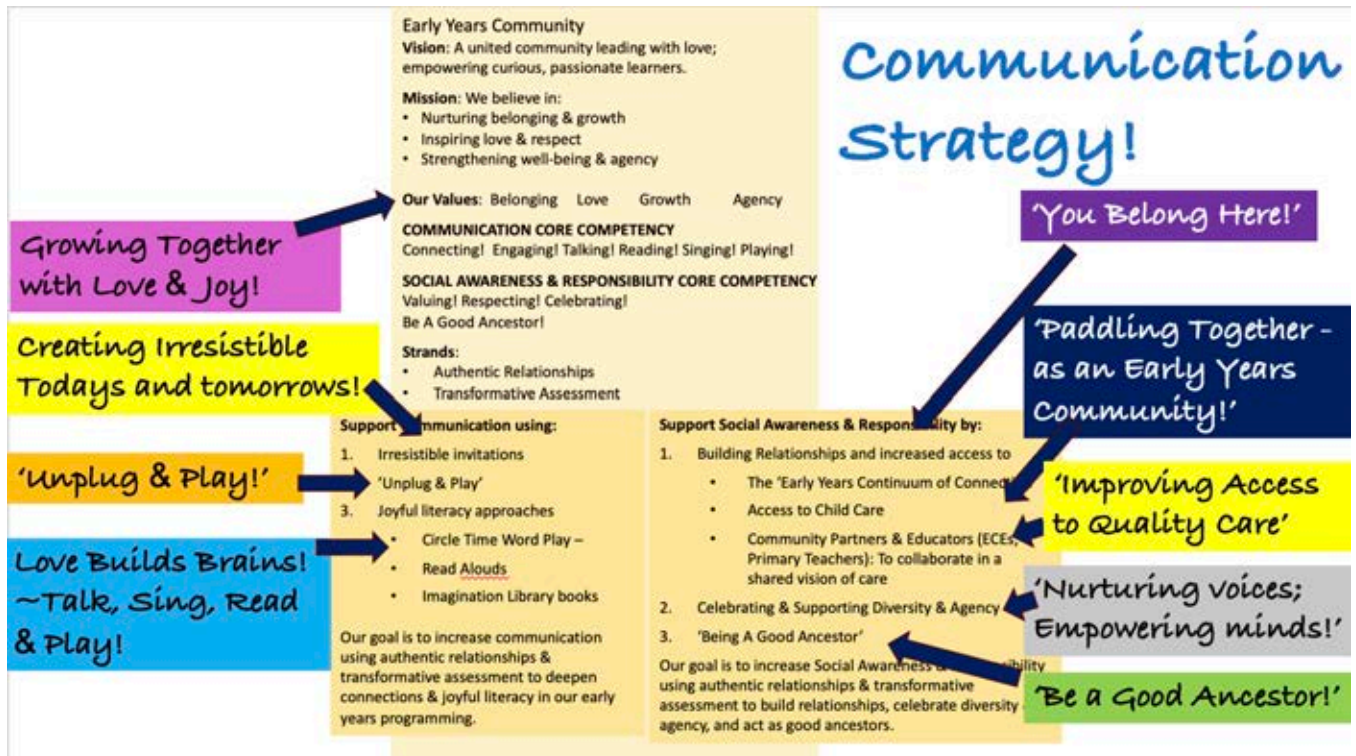 Communication
Strategy!
Early Years Community
Vision: A united community leading with love;
empowering curious, passionate learners.
Mission: We believe in:
• Nurturing belonging & growth
• Inspiring love & respect
• Strengthening well-being & agency
Our Values: Belonging Love Growth Agency
COMMUNICATION CORE COMPETENCY
Connecting! Engaging! Talking! Reading! Singing! Playing!
SOCIAL AWARENESS & RESPONSIBILITY CORE COMPETENCY
Valuing! Respecting! Celebrating!
Be A Good Ancestor!
Strands:
• Authentic Relationships
• Transformative Assessment
Growing Together
with Love & Joy!
Creating Irresistible
Todays and tomorrows!
'Unplug & Play!'
Love Builds Brains!
~Talk, Sing, Read
& Play!
Support Communication using:
1. Irresistible invitations
'Unplug & Play'
3. Joyful literacy approaches
• Circle Time Word Play –
• Read Alouds
• Imagination Library books
Our goal is to increase communication
using authentic relationships &
transformative assessment to deepen
connections & joyful literacy in our early
years programming.
Support Social Awareness & Responsibility by:
1. Building Relationships and increased access to
• The 'Early Years Continuum of
• Access to Child Care
• Community Partners & Educators (ECEs,
Primary Teachers): To collaborate in a
shared vision of care
2. Celebrating & Supporting Diversity & Agency
3. 'Being A Good Ancestor'
Our goal is to increase Social Awareness
using authentic relationships & transformative
assessment to build relationships, celebrate diversity
agency, and act as good ancestors.
'You Belong Here!'
'Paddling Together -
as an Early Years
Community!'
'Improving Access
to Quality Care'
'Nurturing voices;
Empowering minds!'
'Be a Good Ancestor!'